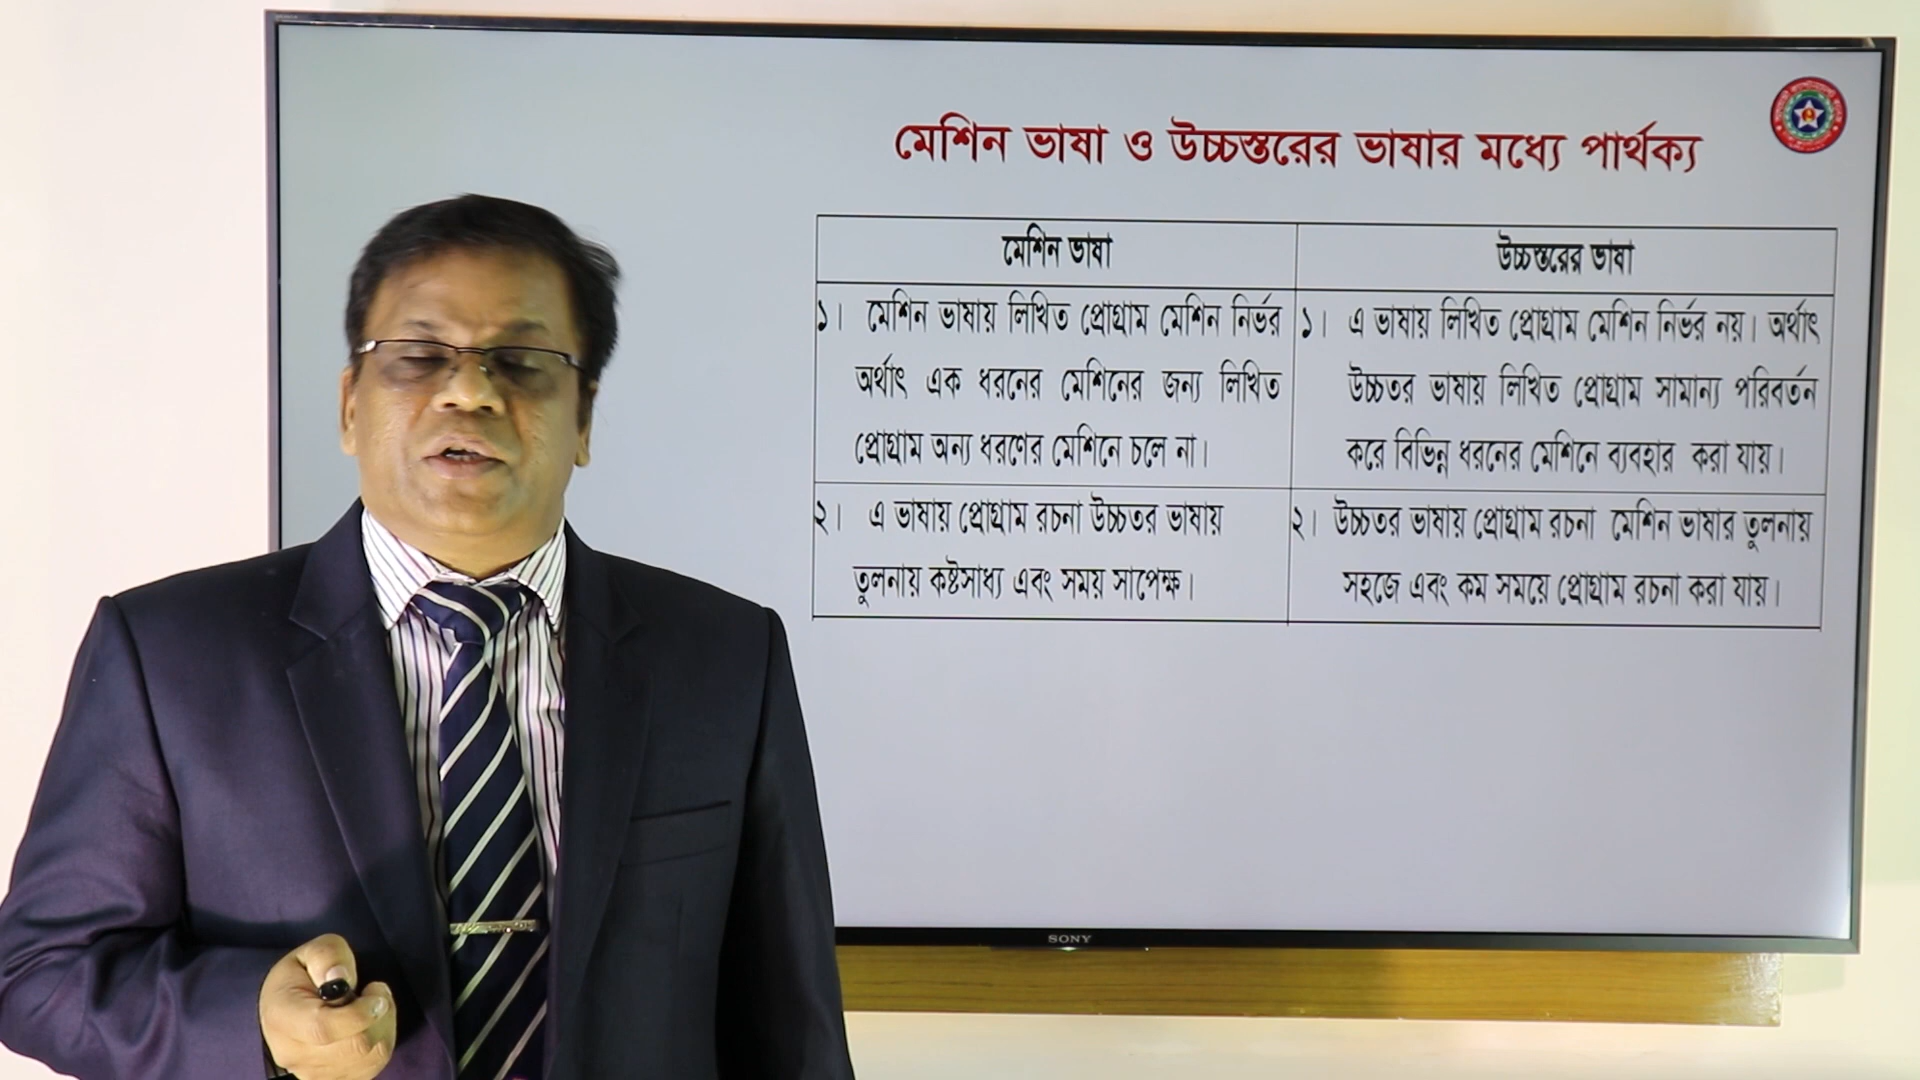 মেশিন ভাষা ও উচ্চস্তরের ভাষার মধ্যে পার্থক্য
মেশিন ভাষা
উচ্চস্তরের ভাষা
১। মেশিন ভাষায় লিখিত প্রোগ্রাম মেশিন নির্ভর
অর্থাৎ এক ধরনের মেশিনের জন্য লিখিত
প্রোগ্রাম অন্য ধরণের মেশিনে চলে না।
১। এ ভাষায় লিখিত প্রোগ্রাম মেশিন নির্ভর নয়। অর্থাৎ
উচ্চতর ভাষায় লিখিত প্রোগ্রাম সামান্য পরিবর্তন
করে বিভিন্ন ধরনের মেশিনে ব্যবহার করা যায়।
২। এ ভাষায় প্রোগ্রাম রচনা উচ্চতর ভাষায়
তুলনায় কষ্টসাধ্য এবং সময় সাপেক্ষ।
২। উচ্চতর ভাষায় প্রোগ্রাম রচনা মেশিন ভাষার তুলনায়
সহজে এবং কম সময়ে প্রোগ্রাম রচনা করা যায়।
SONY